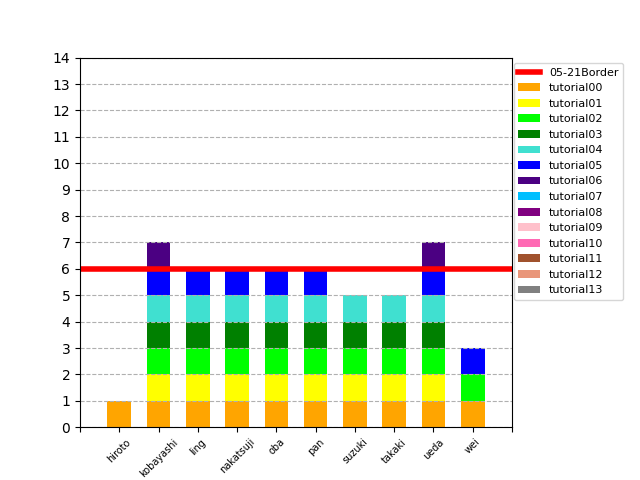 14
13
12
11
10
9
8
7
6
5
4
3
2
1
0
hiroto
kobayashi
ling
nakatsuji
oba
pan
suzuki
takaki
ueda
wei
05-21Border
tutorial00
tutorial01
tutorial02
tutorial03
tutorial04
tutorial05
tutorial06
tutorial07
tutorial08
tutorial09
tutorial10
tutorial11
tutorial12
tutorial13